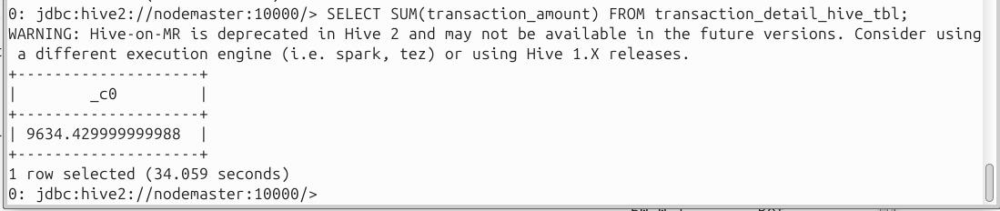 0: jdbc:hive2://nodemaster:10000/> SELECT SUM(transaction_amount) FROM transaction_detail_hive_tbl;
WARNING: Hive-on-MR is deprecated in Hive 2 and may not be available in the future versions. Consider using
 a different execution engine (i.e. spark, tez) or using Hive 1.X releases.
+--------------------+
|        _c0         |
+--------------------+
| 9634.429999999988  |
+--------------------+
1 row selected (34.059 seconds)
0: jdbc:hive2://nodemaster:10000/>